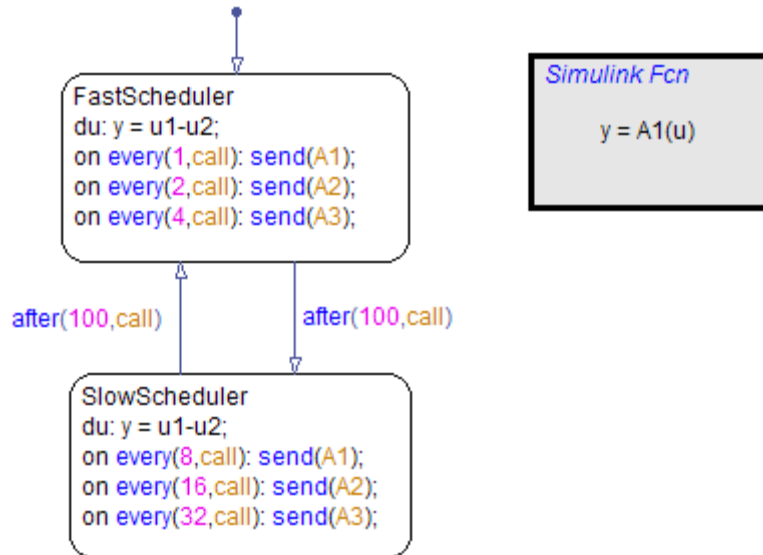 FastScheduler
du: y = u1-u2;
on every(1,call): send(A1);
on every(2,call): send(A2);
on every(4,call): send(A3);
Simulink Fcn
y = A1(u)
after(100,call)
after(100,call)
SlowScheduler
du: y = u1-u2;
on every(8,call): send(A1);
on every(16,call): send(A2);
on every(32,call): send(A3);